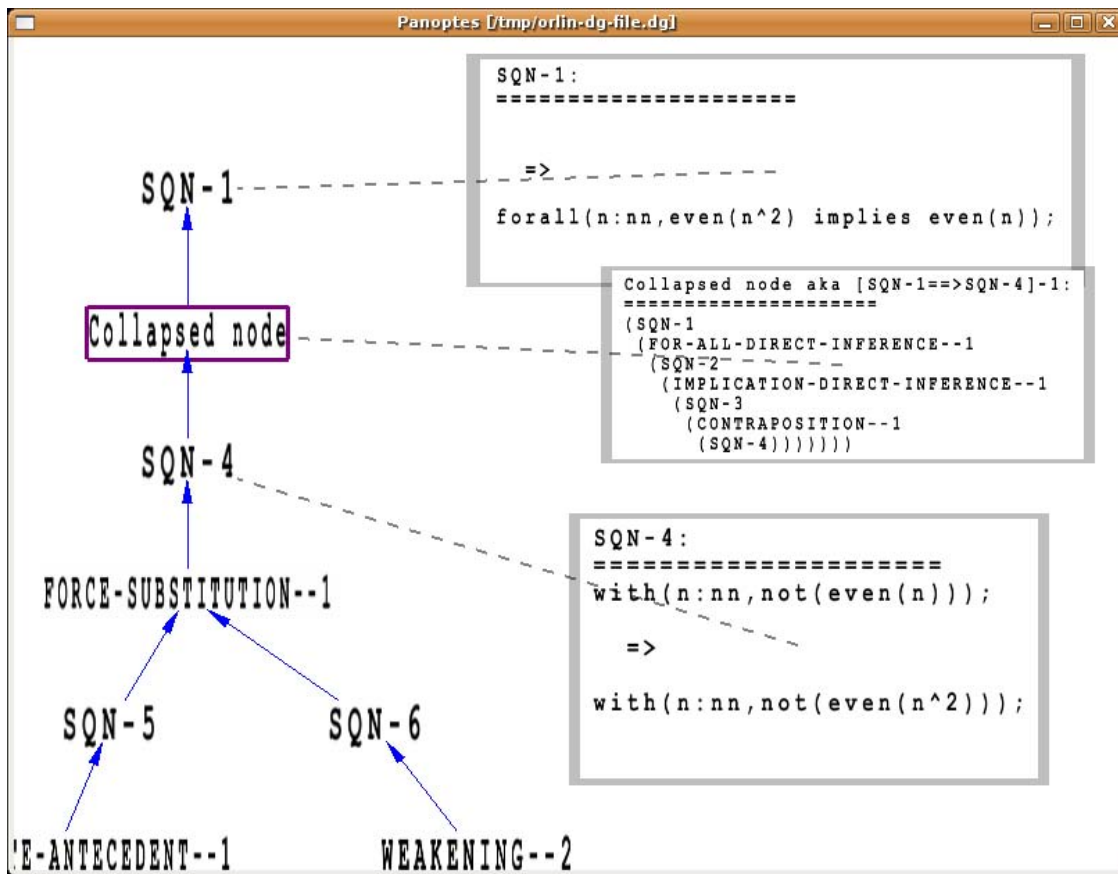 Panoptes [/tmp/orlin-dg-file.dg]
SQN-1:
=====================
=>
forall(n:nn,even(n^2) implies even(n));
SQN-1
Collapsed node aka [SQN-1==>SQN-4]-1:
=====================
(SQN-1
(FOR-ALL-DIRECT-INFERENCE--1
(SQN-2
(IMPLICATION-DIRECT-INFERENCE--1
(SQN-3
(CONTRAPOSITION--1
(SQN-4)))))))
Collapsed node
SQN-4
SQN-4:
=====================
with(n:nn,not(even(n)));
=>
with(n:nn,not(even(n^2)));
FORCE-SUBSTITUTION--1
SQN-5
SQN-6
E-ANTECEDENT--1
WEAKENING--2